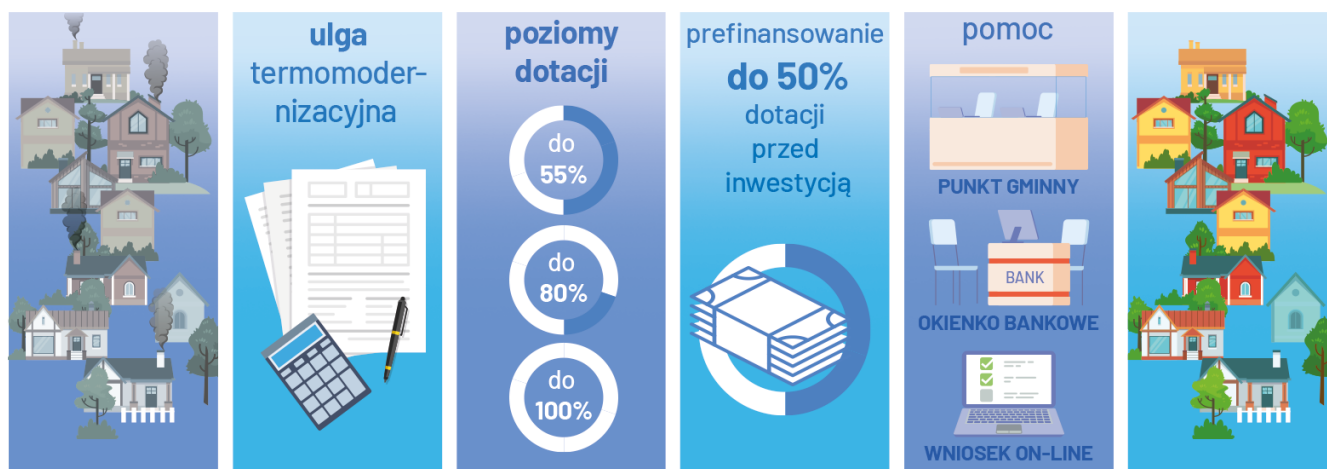 ulga
termomoder-
nizacyjna
poziomy
dotacji
do
55%
do
80%
do
100%
prefinansowanie
do 50%
dotacji
przed
inwestycją
pomoc
PUNKT GMINNY
BANK
OKIENKO BANKOWE
WNIOSEK ON-LINE